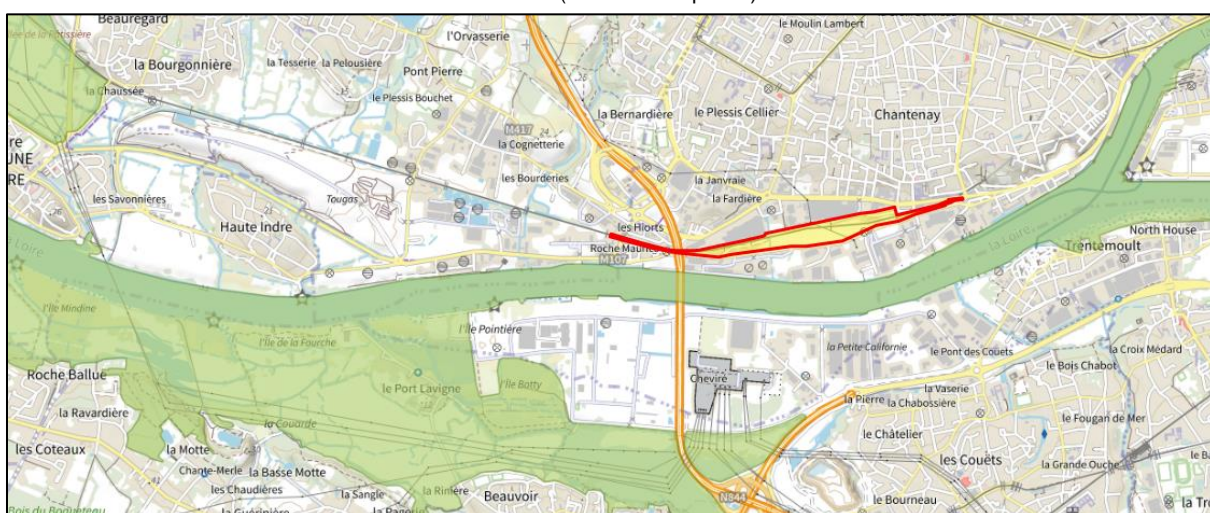 Beauregard
l'Orvasserie
le Moulin Lambert
la Bourgonnière
la Tesserie
la Pelousière
Pont Pierre
la Chaussée
le Plessis Bouchet
la Bernardière
le Plessis Cellier
Chantenay
M417
la Cognetterie
UNE
RE
les Savonnières
les Bourderies
la Janvraie
la Fardière
Tougas
Haute Indre
les Hlorts
Roche Maurice
M107
la Loire
North House
Trentemoult
l'Île Mindine
l'Île de la Fourche
l'Île Pointière
la Petite Californie
le Pont des Couëts
la Croix Médard
Roche Ballue
le Port Lavigne
l'Île Botty
Cheviré
la Vaserie
le Bois Chabot
la Ravardière
la Pierre
la Chabossière
le Fougan de Mer
la Couarde
les Coteaux
la Motte
le Châtelier
Chante-Merle
la Basse Motte
les Couëts
la Grande Ouche
les Chaudières
la Sangle
la Rinière
Beauvoir
N844
le Bourneau